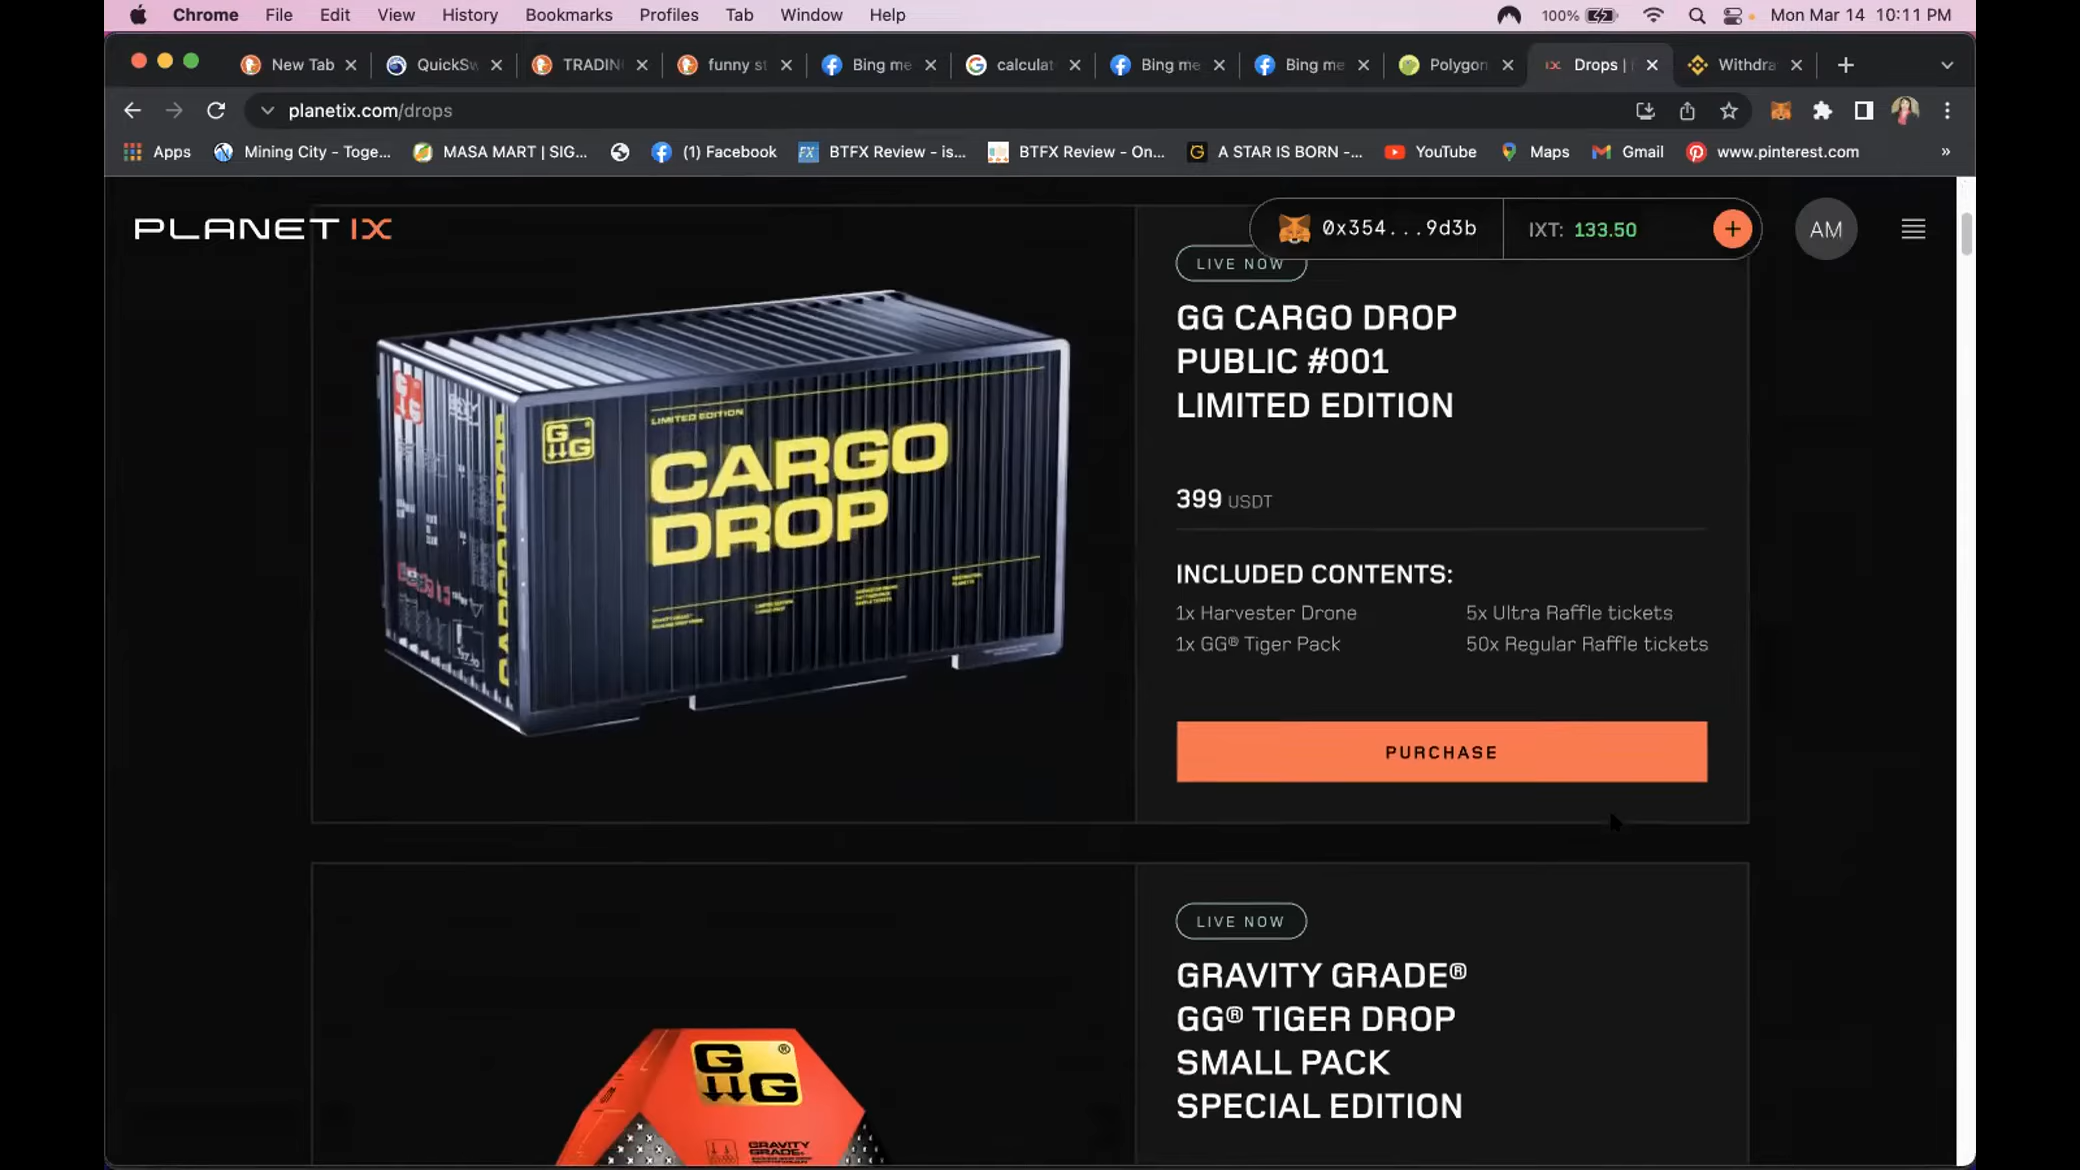 Chrome File Edit View History Bookmarks Profiles Tab Window Help 100% Mon Mar 14 10:11 PM
New Tab QuickSw TRADIN funny st Bing me calculat Bing me Bing me Polygon Drops | Withdra
planetix.com/drops
Apps Mining City - Toge... MASA MART | SIG... (1) Facebook BTFX Review - is... BTFX Review - On... A STAR IS BORN -... YouTube Maps Gmail www.pinterest.com »
PLANET IX 0x354...9d3b IXT: 133.50 + AM
LIVE NOW
GG CARGO DROP
PUBLIC #001
LIMITED EDITION
399 USDT
INCLUDED CONTENTS:
1x Harvester Drone 5x Ultra Raffle tickets
1x GG® Tiger Pack 50x Regular Raffle tickets
PURCHASE
LIMITED EDITION
GG
CARGO
DROP
CARGO DROP
LIVE NOW
GRAVITY GRADE®
GG® TIGER DROP
SMALL PACK
SPECIAL EDITION
G ®
G
GRAVITY
GRADE